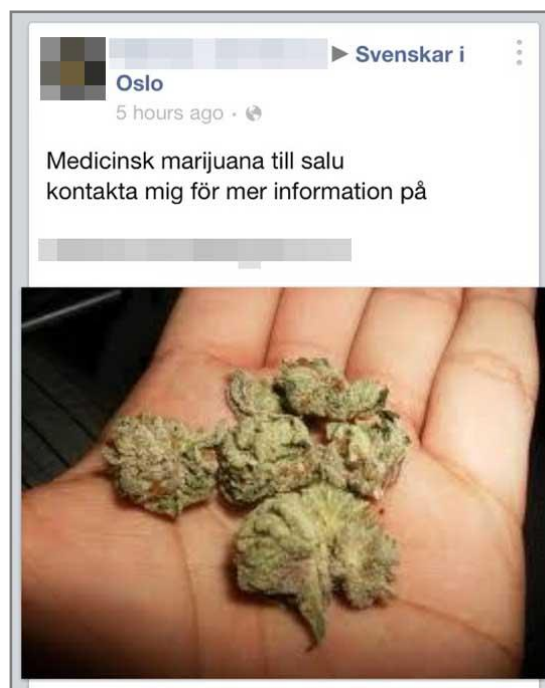 Svenskar i
Oslo
5 hours ago ·
Medicinsk marijuana till salu
kontakta mig för mer information på